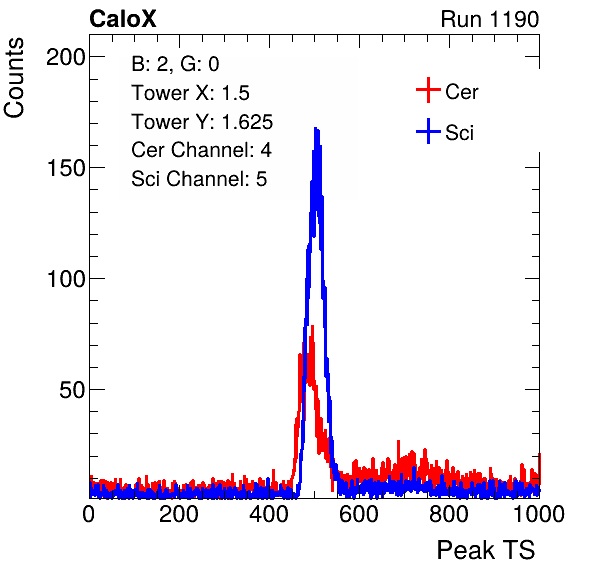 CaloX Run 1190
Counts
200
150
100
50
B: 2, G: 0
Tower X: 1.5
Tower Y: 1.625
Cer Channel: 4
Sci Channel: 5
Cer
Sci
0 200 400 600 800 1000
Peak TS